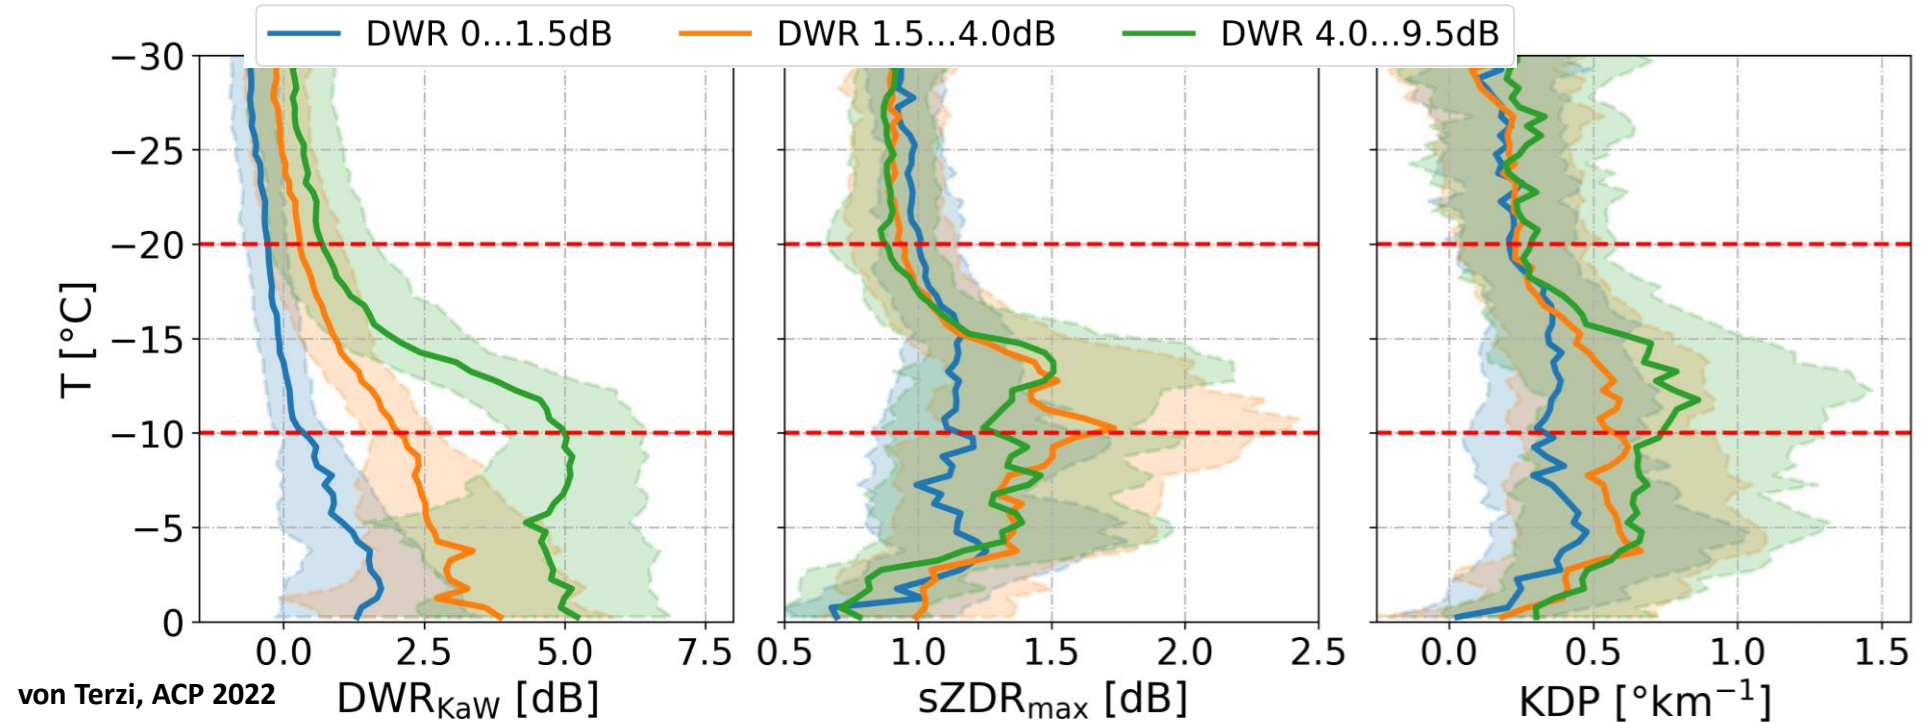 DWR 0...1.5dB DWR 1.5...4.0dB DWR 4.0...9.5dB
−30
−25
−20
−15
−10
−5
0
T [°C]
0.0 2.5 5.0 7.5 0.5 1.0 1.5 2.0 2.5 0.0 0.5 1.0 1.5
von Terzi, ACP 2022 DWR_KaW [dB] sZDR_max [dB] KDP [°km⁻¹]